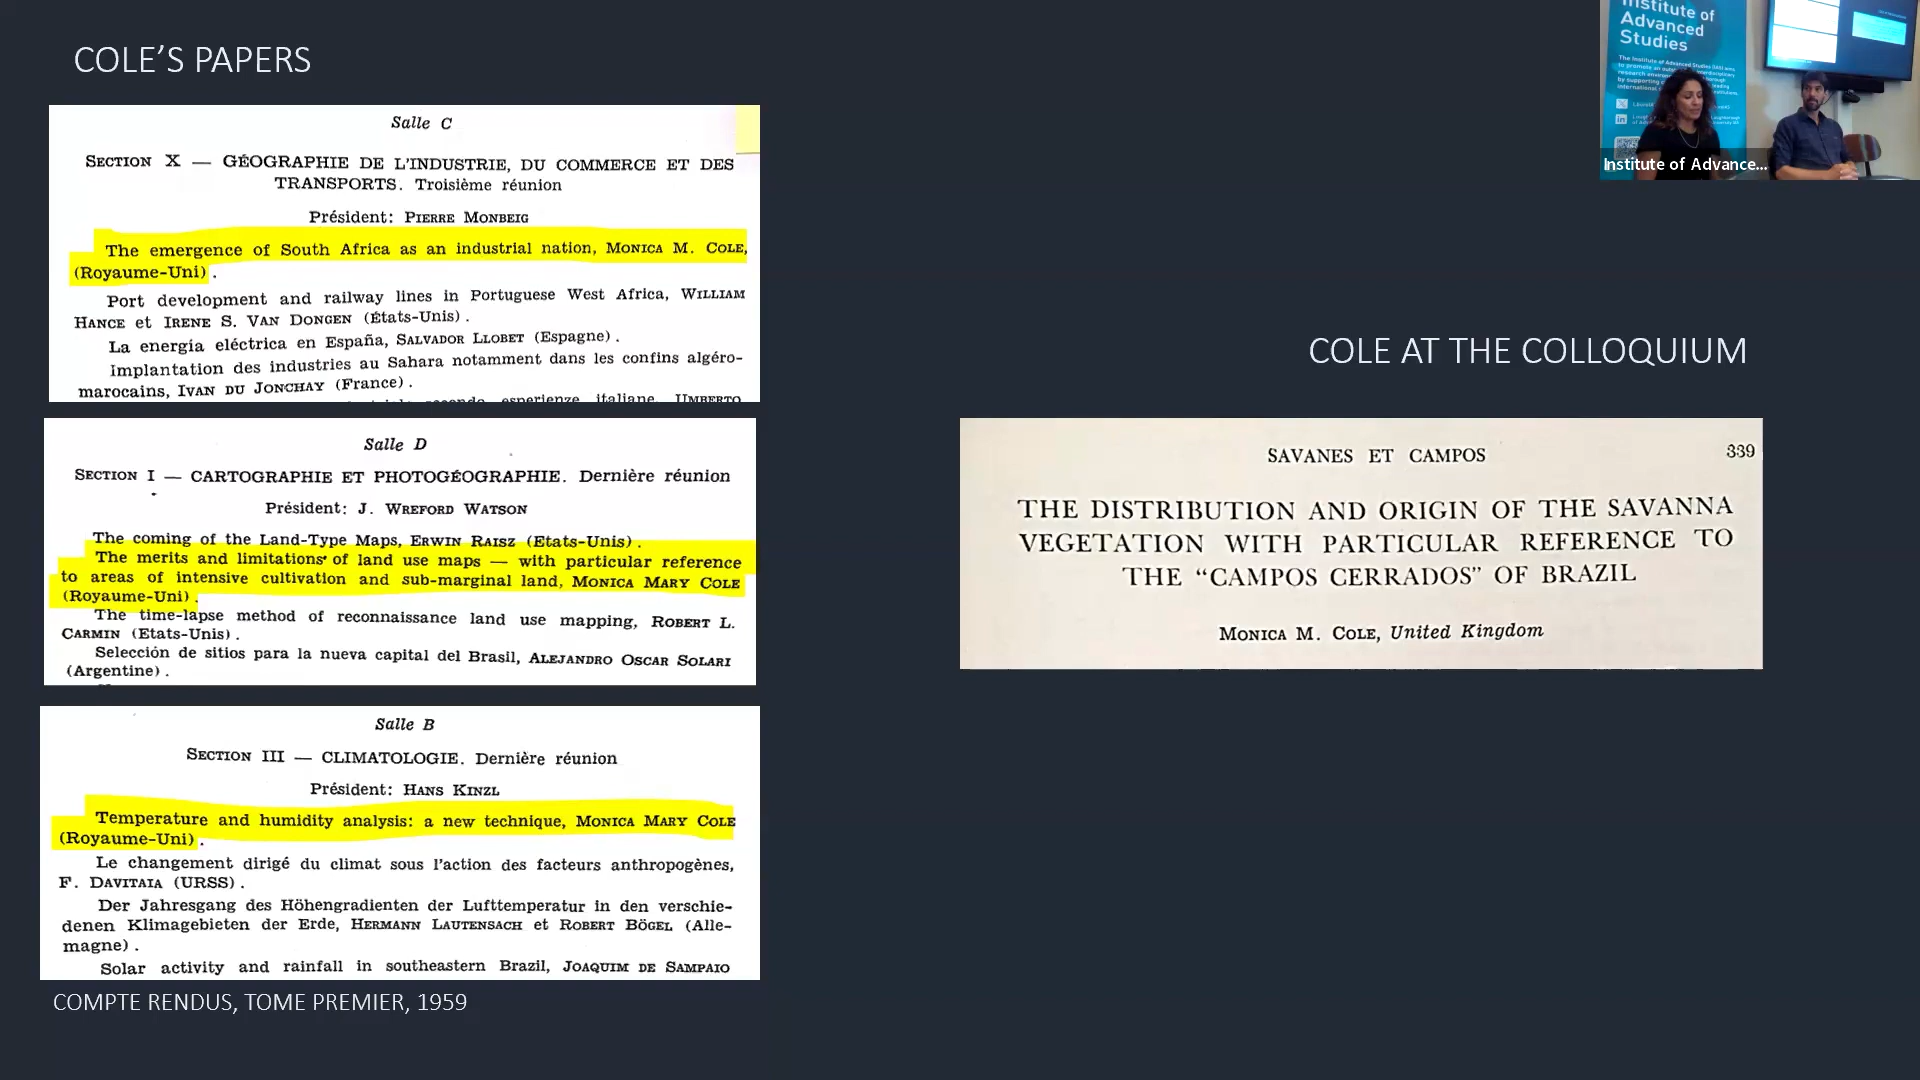 COLE'S PAPERS
Salle C
SECTION X — GÉOGRAPHIE DE L'INDUSTRIE, DU COMMERCE ET DES
TRANSPORTS. Troisième réunion
Président: PIERRE MONBEIG
The emergence of South Africa as an industrial nation, MONICA M. COLE,
(Royaume-Uni).
Port development and railway lines in Portuguese West Africa, WILLIAM
HANCE et IRENE S. VAN DONGEN (États-Unis).
La energía eléctrica en España, SALVADOR LLOBET (Espagne).
Implantation des industries au Sahara notamment dans les confins algéro-
marocains, IVAN DU JONCHAY (France).
secondo esperienze italiane, UMBERTO
Salle D
SECTION I — CARTOGRAPHIE ET PHOTOGÉOGRAPHIE. Dernière réunion
Président: J. WREFORD WATSON
The coming of the Land-Type Maps, ERWIN RAISZ (Etats-Unis).
The merits and limitations of land use maps — with particular reference
to areas of intensive cultivation and sub-marginal land, MONICA MARY COLE
(Royaume-Uni).
The time-lapse method of reconnaissance land use mapping, ROBERT L.
CARMIN (Etats-Unis).
Selección de sitios para la nueva capital del Brasil, ALEJANDRO OSCAR SOLARI
(Argentine).
Salle B
SECTION III — CLIMATOLOGIE. Dernière réunion
Président: HANS KINZL
Temperature and humidity analysis: a new technique, MONICA MARY COLE
(Royaume-Uni).
Le changement dirigé du climat sous l'action des facteurs anthropogènes,
F. DAVITAIA (URSS).
Der Jahresgang des Höhengradienten der Lufttemperatur in den verschie-
denen Klimagebieten der Erde, HERMANN LAUTENSACH et ROBERT BÖGEL (Alle-
magne).
Solar activity and rainfall in southeastern Brazil, JOAQUIM DE SAMPAIO
COMPTE RENDUS, TOME PREMIER, 1959
COLE AT THE COLLOQUIUM
SAVANES ET CAMPOS 339
THE DISTRIBUTION AND ORIGIN OF THE SAVANNA
VEGETATION WITH PARTICULAR REFERENCE TO
THE "CAMPOS CERRADOS" OF BRAZIL
MONICA M. COLE, United Kingdom
Institute of
Advanced
Studies
Institute of Advance...